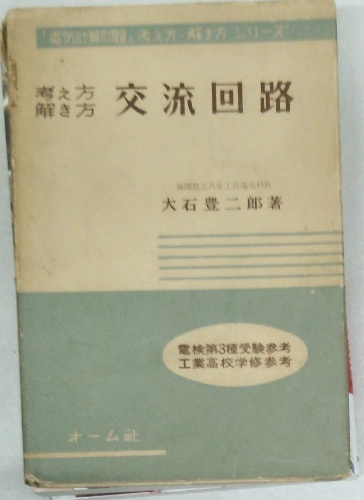 「電気計算問題」考え方・解き方 シリーズ
考え方
解き方 交流回路
大石豊二郎著
電検第3種受験参考
工業高校学修参考
オーム社